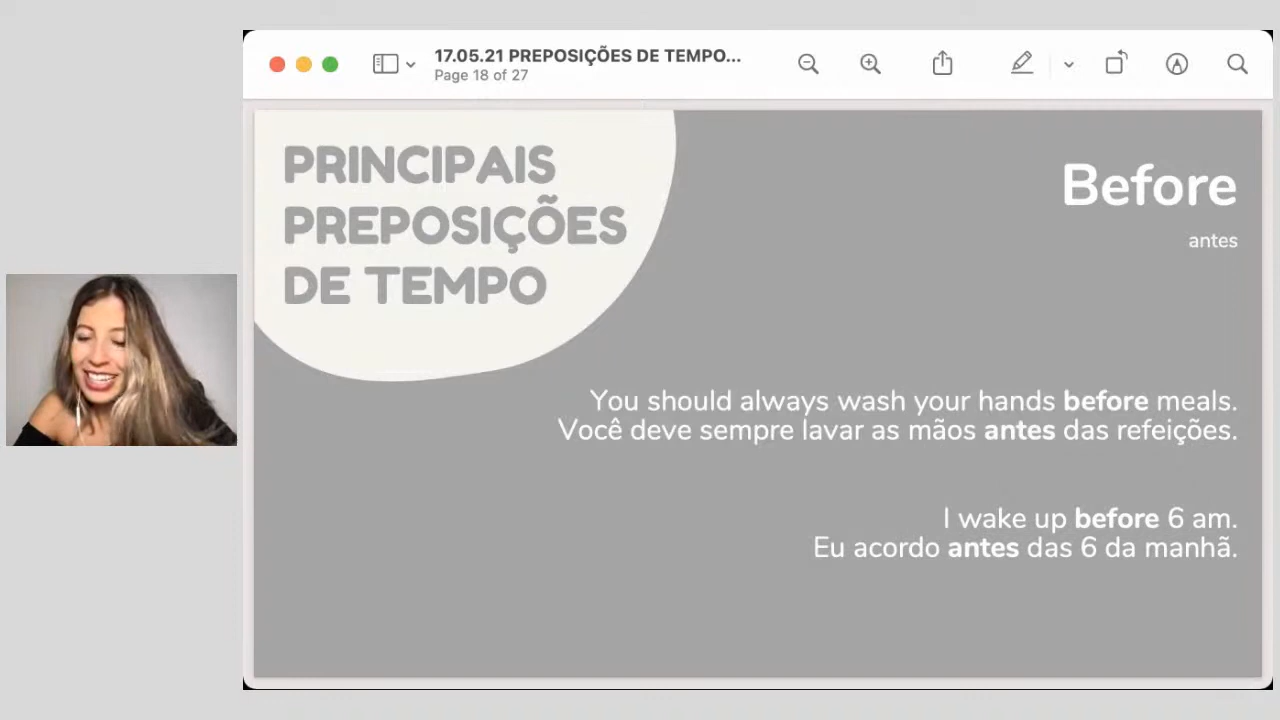 17.05.21 PREPOSIÇÕES DE TEMPO...
Page 18 of 27
PRINCIPAIS
PREPOSIÇÕES
DE TEMPO
Before
antes
You should always wash your hands before meals.
Você deve sempre lavar as mãos antes das refeições.
I wake up before 6 am.
Eu acordo antes das 6 da manhã.